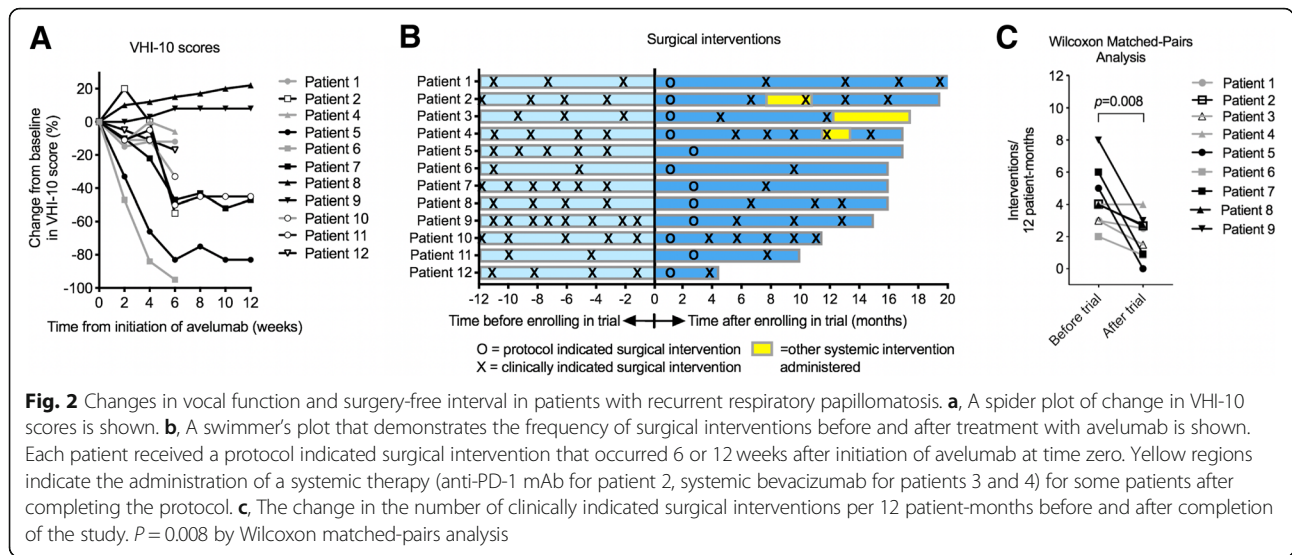 A
VHI-10 scores
Change from baseline
in VHI-10 score (%)
20
0
-20
-40
-60
-80
-100
0 2 4 6 8 10 12
Time from initiation of avelumab (weeks)
Patient 1
Patient 2
Patient 4
Patient 5
Patient 6
Patient 7
Patient 8
Patient 9
Patient 10
Patient 11
Patient 12
B
Surgical interventions
Patient 1 X X X O X X X X
Patient 2 X X X X O X X X X
Patient 3 X X X O X X
Patient 4 X X X X O X X X X X
Patient 5 X X X X X O
Patient 6 X X O X
Patient 7 X X X X X X O X
Patient 8 X X X X O X X X
Patient 9 X X X X X X X O X X X
Patient 10 X X X X X O X X X X X
Patient 11 X X O X
Patient 12 X X X X O X
-12 -10 -8 -6 -4 -2 0 2 4 6 8 10 12 14 16 18 20
Time before enrolling in trial Time after enrolling in trial (months)
O = protocol indicated surgical intervention
X = clinically indicated surgical intervention
=other systemic intervention
administered
C
Wilcoxon Matched-Pairs
Analysis
Interventions/
12 patient-months
12
10
8
6
4
2
0
p=0.008
Before trial
After trial
Patient 1
Patient 2
Patient 3
Patient 4
Patient 5
Patient 6
Patient 7
Patient 8
Patient 9
Fig. 2 Changes in vocal function and surgery-free interval in patients with recurrent respiratory papillomatosis. a, A spider plot of change in VHI-10
scores is shown. b, A swimmer's plot that demonstrates the frequency of surgical interventions before and after treatment with avelumab is shown.
Each patient received a protocol indicated surgical intervention that occurred 6 or 12 weeks after initiation of avelumab at time zero. Yellow regions
indicate the administration of a systemic therapy (anti-PD-1 mAb for patient 2, systemic bevacizumab for patients 3 and 4) for some patients after
completing the protocol. c, The change in the number of clinically indicated surgical interventions per 12 patient-months before and after completion
of the study. P = 0.008 by Wilcoxon matched-pairs analysis